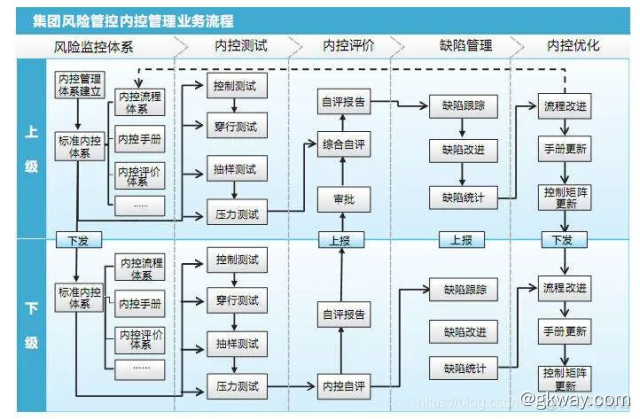 集团风险管控内控管理业务流程
风险监控体系
内控测试
内控评价
缺陷管理
内控优化
上级
内控管理
体系建立
标准内控
体系
内控流程
体系
内控手册
内控评价
体系
......
控制测试
穿行测试
抽样测试
压力测试
自评报告
综合自评
审批
缺陷跟踪
缺陷改进
缺陷统计
流程改进
手册更新
控制矩阵
更新
下发
上报
上报
下发
下级
标准内控
体系
内控流程
体系
内控手册
内控评价
体系
......
控制测试
穿行测试
抽样测试
压力测试
自评报告
内控自评
缺陷跟踪
缺陷改进
缺陷统计
流程改进
手册更新
控制矩阵
更新
@gkway.com